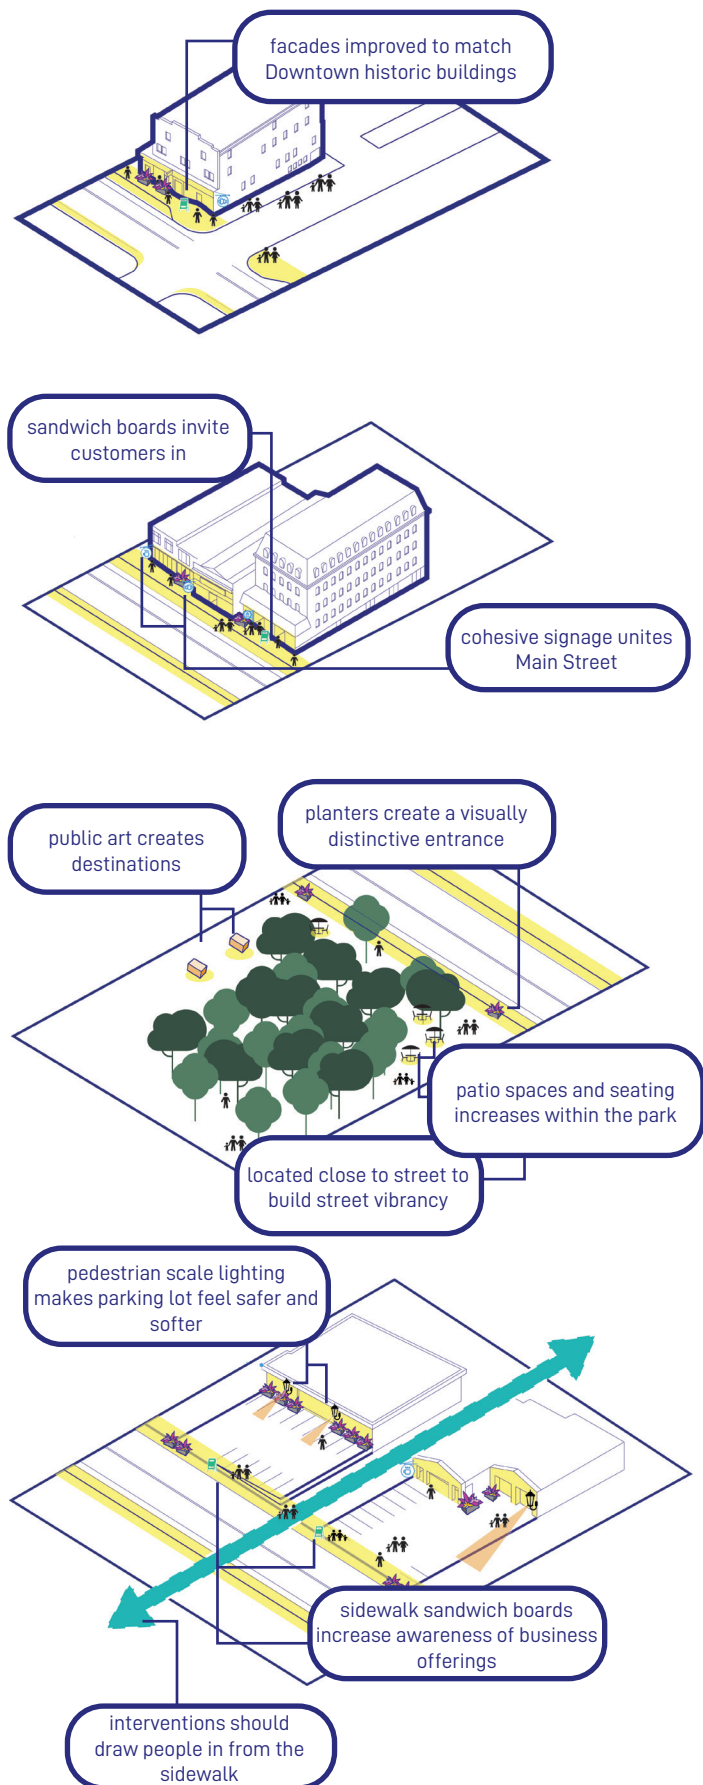 facades improved to match
Downtown historic buildings
sandwich boards invite
customers in
cohesive signage unites
Main Street
planters create a visually
distinctive entrance
public art creates
destinations
patio spaces and seating
increases within the park
located close to street to
build street vibrancy
pedestrian scale lighting
makes parking lot feel safer and
softer
sidewalk sandwich boards
increase awareness of business
offerings
interventions should
draw people in from the
sidewalk